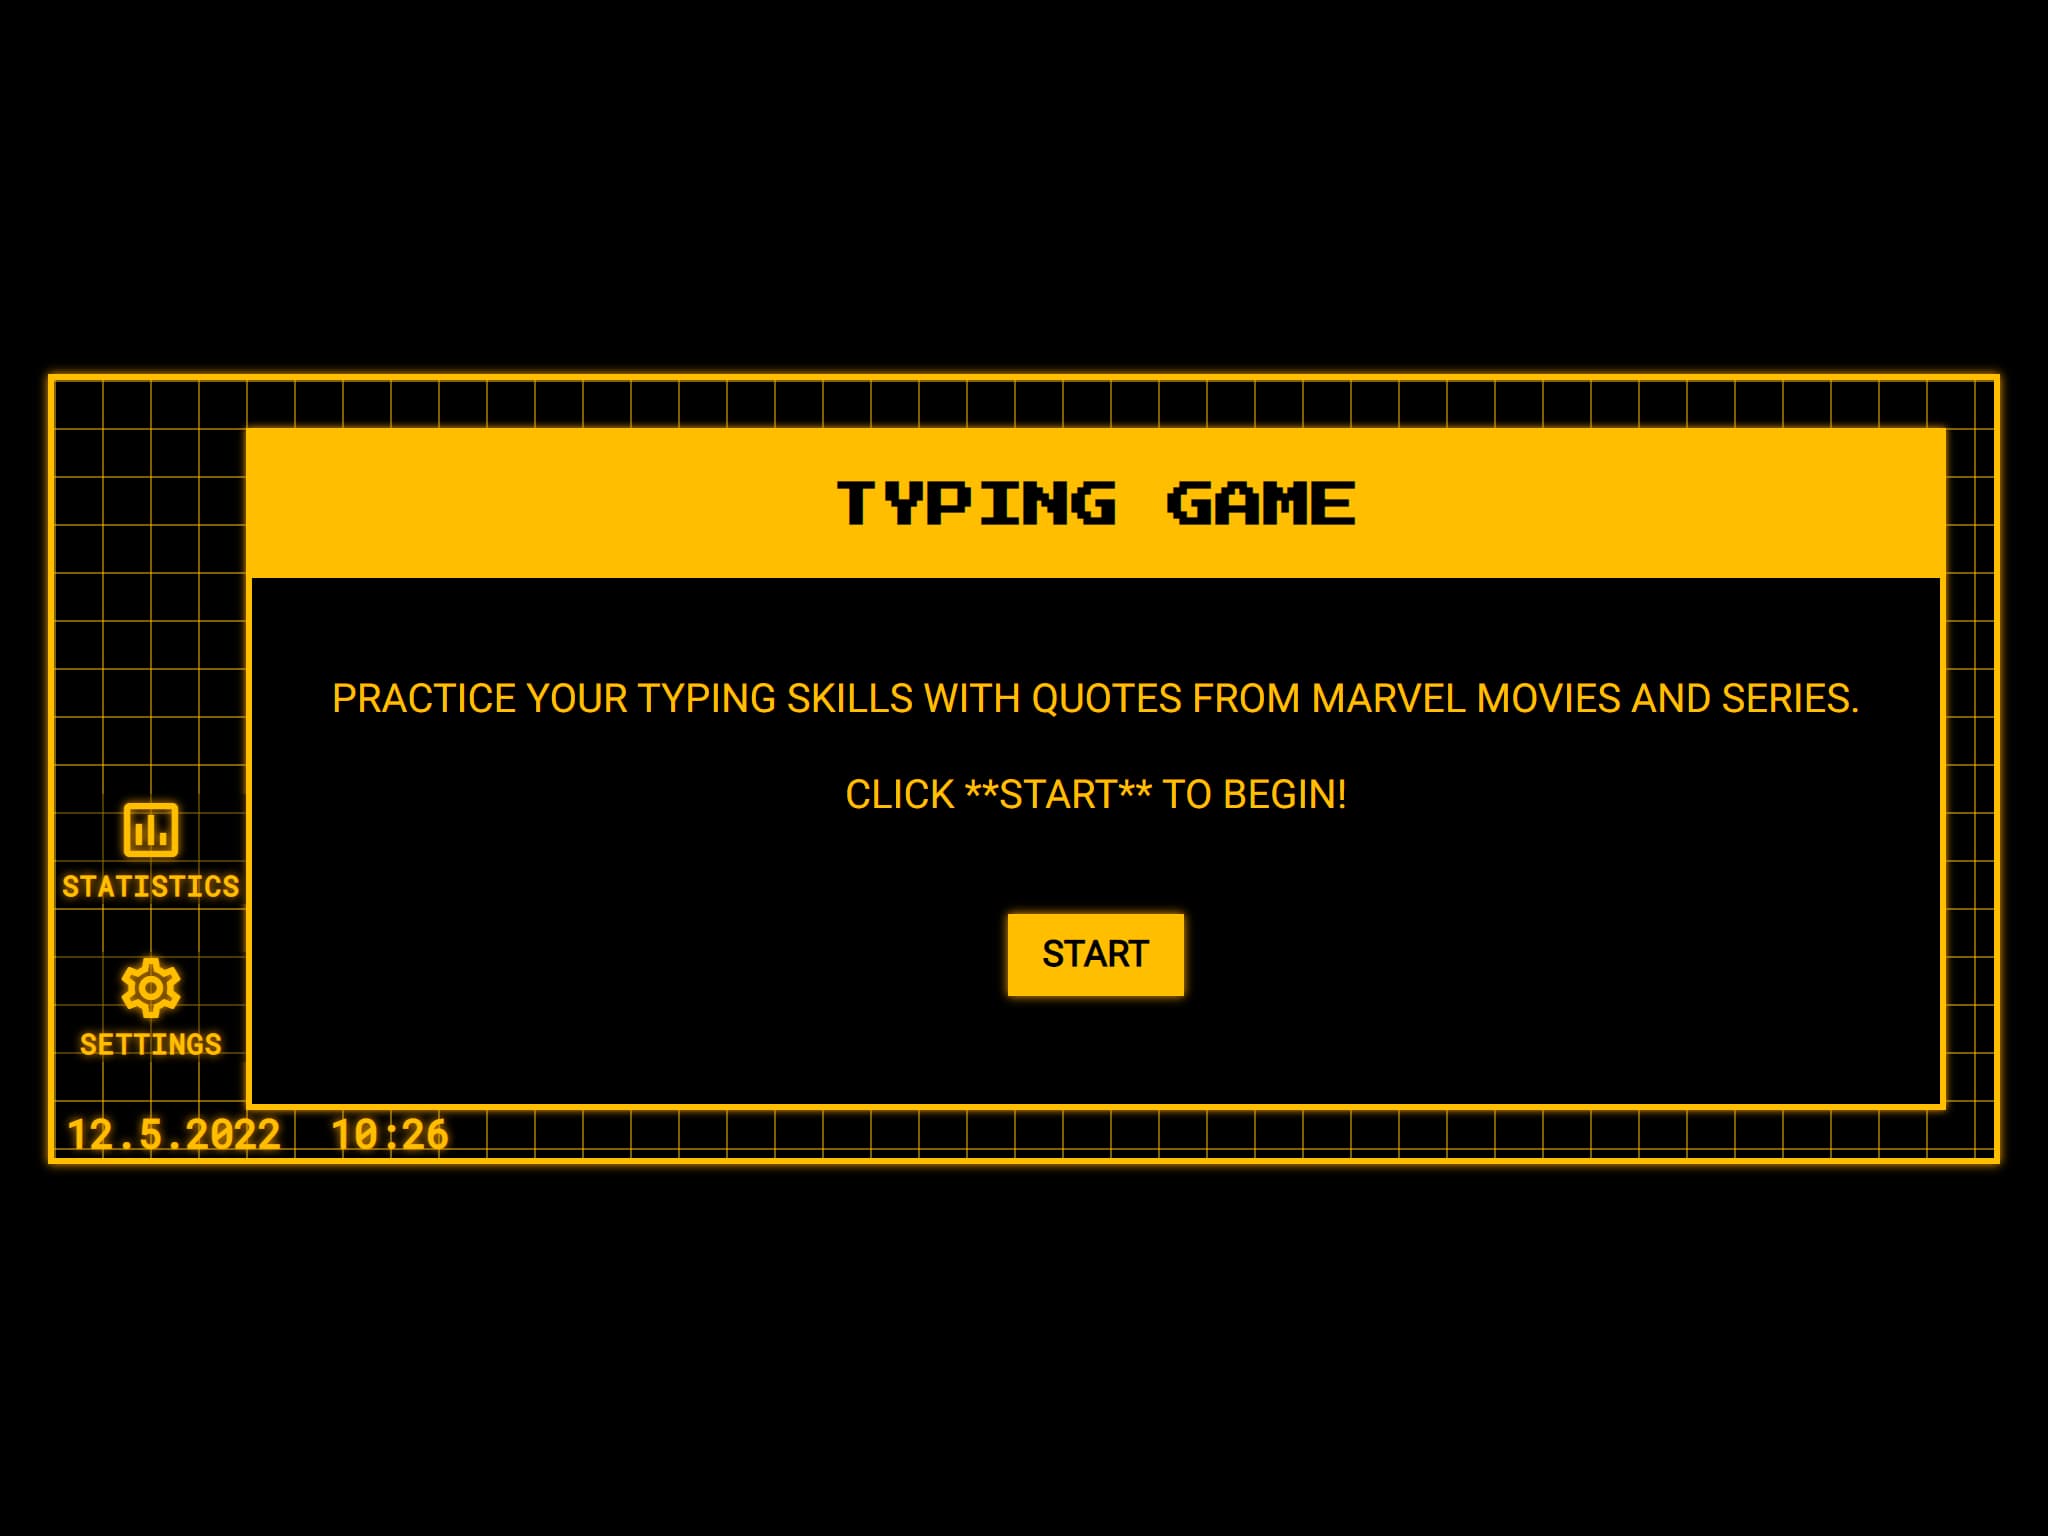 TYPING GAME
PRACTICE YOUR TYPING SKILLS WITH QUOTES FROM MARVEL MOVIES AND SERIES.
CLICK **START** TO BEGIN!
START
STATISTICS
SETTINGS
12.5.2022 10:26